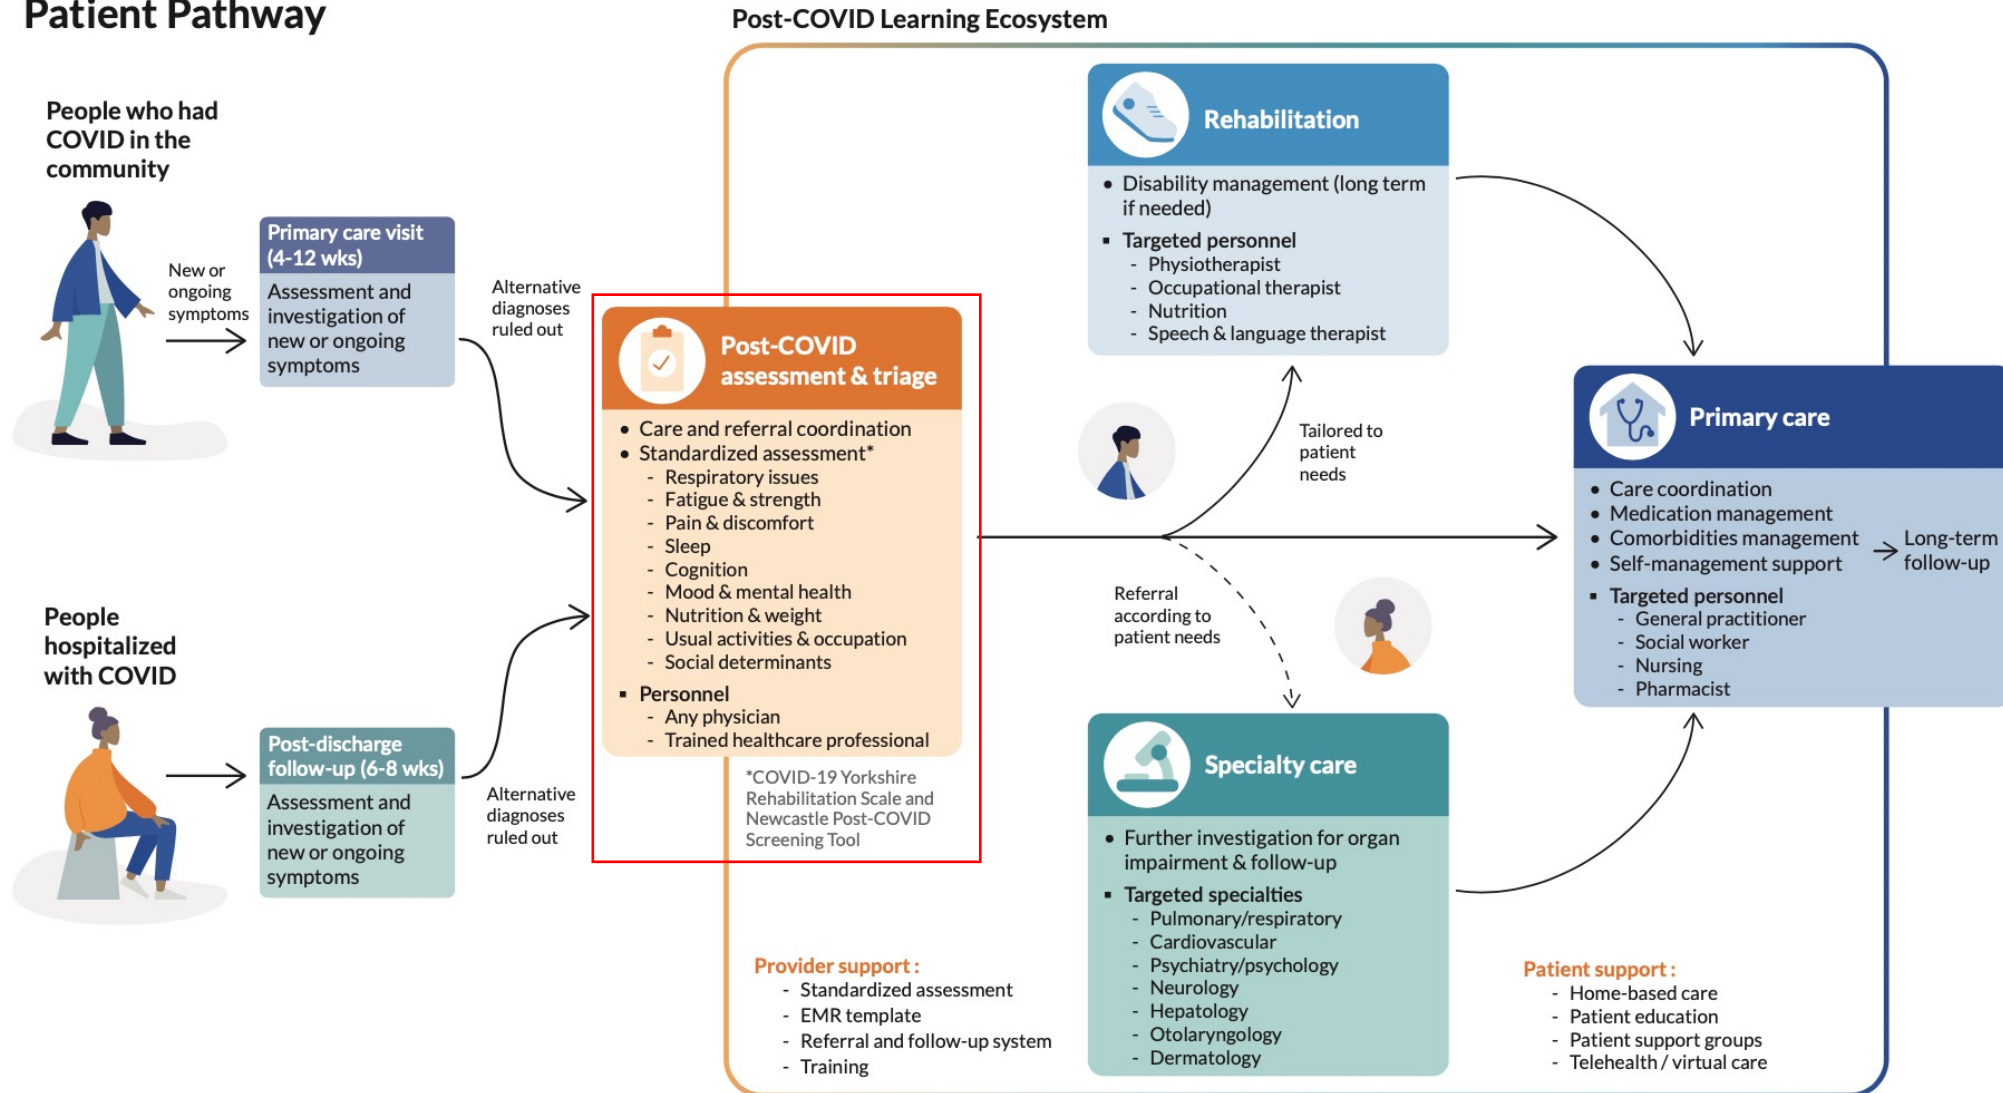 Patient Pathway
Post-COVID Learning Ecosystem
People who had
COVID in the
community
New or
ongoing
symptoms
Primary care visit
(4-12 wks)
Assessment and
investigation of
new or ongoing
symptoms
Alternative
diagnoses
ruled out
People
hospitalized
with COVID
Post-discharge
follow-up (6-8 wks)
Assessment and
investigation of
new or ongoing
symptoms
Alternative
diagnoses
ruled out
Post-COVID
assessment & triage
• Care and referral coordination
• Standardized assessment*
- Respiratory issues
- Fatigue & strength
- Pain & discomfort
- Sleep
- Cognition
- Mood & mental health
- Nutrition & weight
- Usual activities & occupation
- Social determinants
▪ Personnel
- Any physician
- Trained healthcare professional
*COVID-19 Yorkshire
Rehabilitation Scale and
Newcastle Post-COVID
Screening Tool
Rehabilitation
• Disability management (long term
if needed)
▪ Targeted personnel
- Physiotherapist
- Occupational therapist
- Nutrition
- Speech & language therapist
Tailored to
patient
needs
Referral
according to
patient needs
Specialty care
• Further investigation for organ
impairment & follow-up
▪ Targeted specialties
- Pulmonary/respiratory
- Cardiovascular
- Psychiatry/psychology
- Neurology
- Hepatology
- Otolaryngology
- Dermatology
Primary care
• Care coordination
• Medication management
• Comorbidities management
• Self-management support
Long-term
follow-up
▪ Targeted personnel
- General practitioner
- Social worker
- Nursing
- Pharmacist
Provider support :
- Standardized assessment
- EMR template
- Referral and follow-up system
- Training
Patient support :
- Home-based care
- Patient education
- Patient support groups
- Telehealth / virtual care